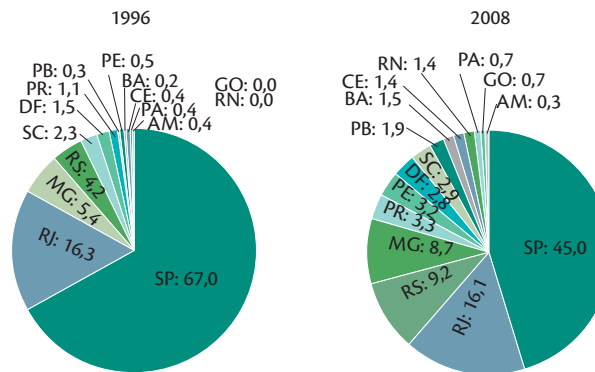 1996
PE: 0,5
PB: 0,3
BA: 0,2
GO: 0,0
PR: 1,1
CE: 0,4
RN: 0,0
DF: 1,5
PA: 0,4
SC: 2,3
AM: 0,4
RS: 4,2
MG: 5,4
RJ: 16,3
SP: 67,0
2008
RN: 1,4
PA: 0,7
CE: 1,4
GO: 0,7
BA: 1,5
AM: 0,3
PB: 1,9
SC: 2,9
DF: 2,8
PE: 3,2
PR: 3,3
MG: 8,7
SP: 45,0
RS: 9,2
RJ: 16,1